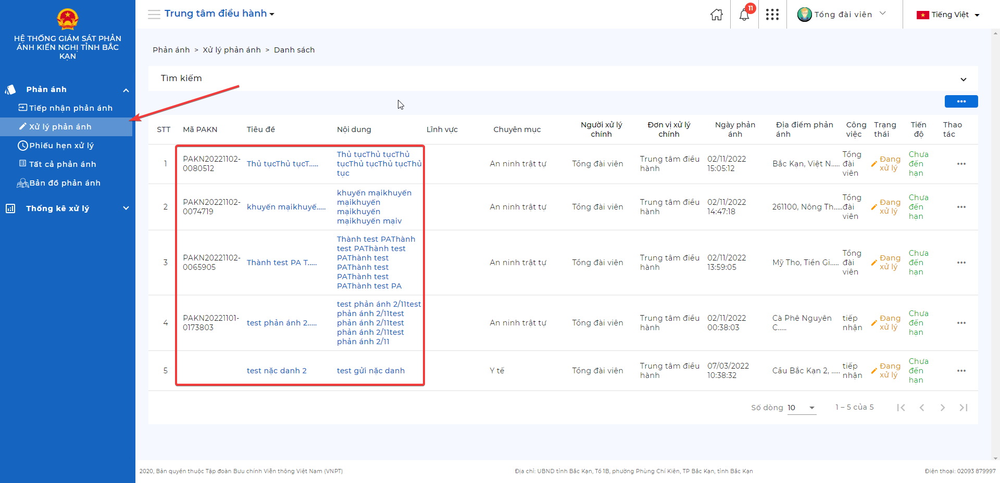 HỆ THỐNG GIÁM SÁT PHẢN
ÁNH KIẾN NGHỊ TỈNH BẮC
KẠN
Phản ánh
Tiếp nhận phản ánh
Xử lý phản ánh
Phiếu hẹn xử lý
Tất cả phản ánh
Bản đồ phản ánh
Thống kê xử lý
Trung tâm điều hành
11
Tổng đài viên
Tiếng Việt
Phản ánh > Xử lý phản ánh > Danh sách
Tìm kiếm
STT Mã PAKN Tiêu đề Nội dung Lĩnh vực Chuyên mục Người xử lý chính Đơn vị xử lý chính Ngày phản ánh Địa điểm phản ánh Công việc Trạng thái Tiến độ Thao tác
1
PAKN20221102-
0080512
Thủ tụcThủ tụcT.....
Thủ tụcThủ tụcThủ
tụcThủ tụcThủ tụcThủ
tục
An ninh trật tự
Tổng đài viên
Trung tâm điều
hành
02/11/2022
15:05:12
Bắc Kạn, Việt N.....
Tổng
đài
viên
Đang
xử lý
Chưa
đến
hạn
2
PAKN20221102-
0074719
khuyến mạikhuyế.....
khuyến mạikhuyến
mạikhuyến
mạikhuyến
mạikhuyến mạiv
An ninh trật tự
Tổng đài viên
Trung tâm điều
hành
02/11/2022
14:47:18
261100, Nông Th.....
Tổng
đài
viên
Đang
xử lý
Chưa
đến
hạn
3
PAKN20221102-
0065905
Thành test PA T.....
Thành test PAThành
test PAThành test
PAThành test
PAThành test
PAThành test
PAThành test PA
An ninh trật tự
Tổng đài viên
Trung tâm điều
hành
02/11/2022
13:59:05
Mỹ Tho, Tiền Gi.....
Tổng
đài
viên
Đang
xử lý
Chưa
đến
hạn
4
PAKN20221101-
0173803
test phản ánh 2.....
test phản ánh 2/11test
phản ánh 2/11test
phản ánh 2/11test
phản ánh 2/11test
phản ánh 2/11
An ninh trật tự
Tổng đài viên
Trung tâm điều
hành
02/11/2022
00:38:03
Cà Phê Nguyên
C.....
tiếp
nhận
Đang
xử lý
Chưa
đến
hạn
5
test nặc danh 2
test gửi nặc danh
Y tế
Tổng đài viên
Trung tâm điều
hành
07/03/2022
10:38:32
Cầu Bắc Kạn 2, .....
tiếp
nhận
Đang
xử lý
Chưa
đến
hạn
Số dòng 10 1 – 5 của 5
2020, Bản quyền thuộc Tập đoàn Bưu chính Viễn thông Việt Nam (VNPT)
Địa chỉ: UBND tỉnh Bắc Kạn, Tổ 1B, phường Phùng Chí Kiên, TP Bắc Kạn, tỉnh Bắc Kạn
Điện thoại: 02093 879997